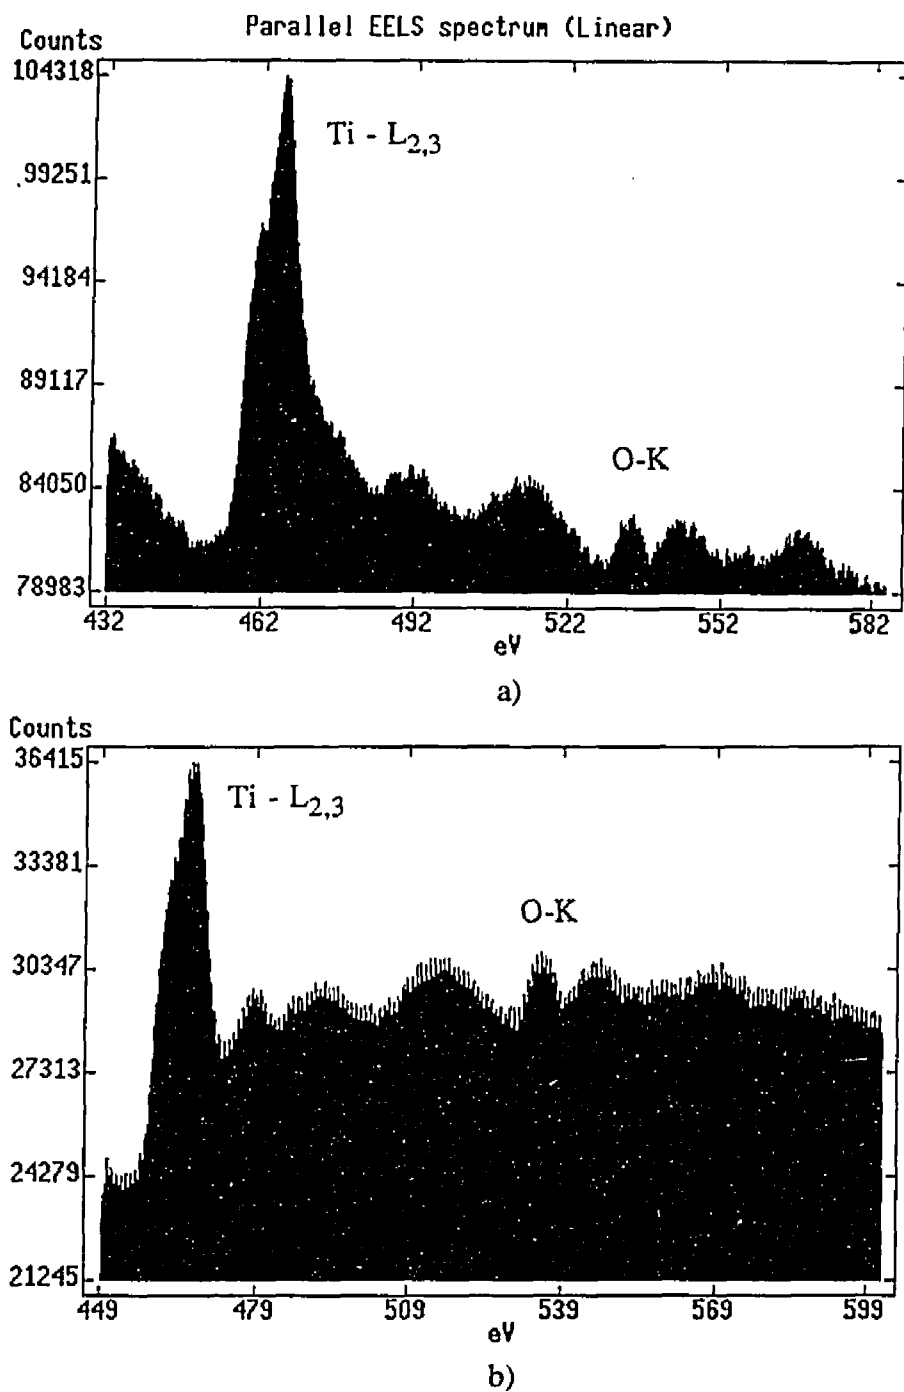 Parallel EELS spectrum (Linear)
Counts
104318
Ti - L2,3
.99251
94184
89117
O-K
84050
78983
432 462 492 522 552 582
eV
a)
Counts
36415
Ti - L2,3
33381
O-K
30347
27313
24279
21245
449 479 509 539 569 599
eV
b)